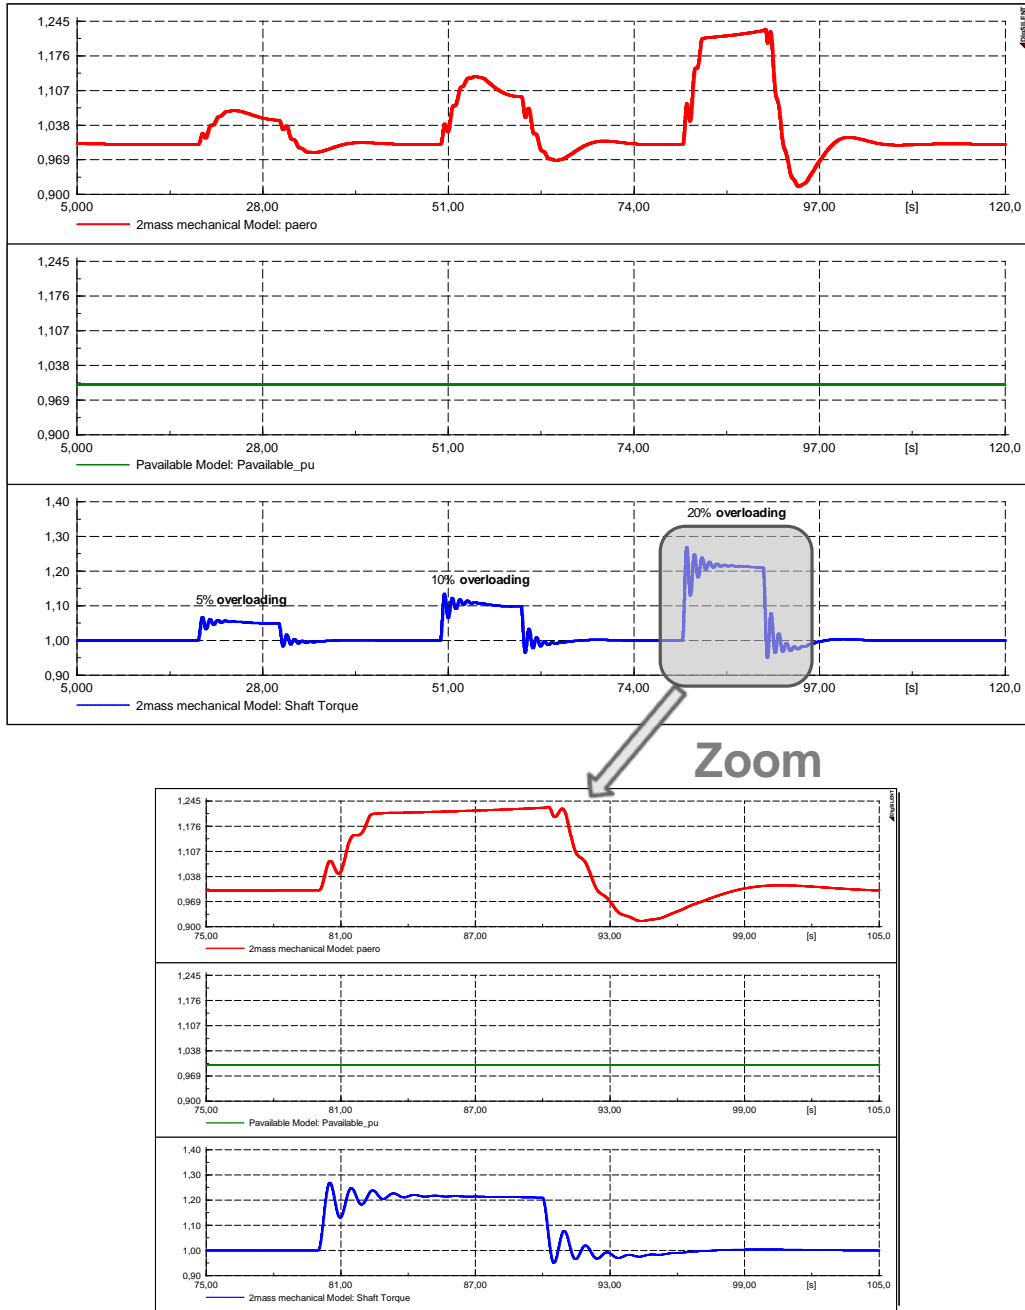 1,245
1,176
1,107
1,038
0,969
0,900
5,000 28,00 51,00 74,00 97,00 [s] 120,0
2mass mechanical Model: paero
DIgSILENT
1,245
1,176
1,107
1,038
0,969
0,900
5,000 28,00 51,00 74,00 97,00 [s] 120,0
Pavailable Model: Pavailable_pu
1,40
1,30
1,20
1,10
1,00
0,90
5% overloading
10% overloading
20% overloading
5,000 28,00 51,00 74,00 97,00 [s] 120,0
2mass mechanical Model: Shaft Torque
Zoom
1,245
1,176
1,107
1,038
0,969
0,900
75,00 81,00 87,00 93,00 99,00 [s] 105,0
2mass mechanical Model: paero
DIgSILENT
1,245
1,176
1,107
1,038
0,969
0,900
75,00 81,00 87,00 93,00 99,00 [s] 105,0
Pavailable Model: Pavailable_pu
1,40
1,30
1,20
1,10
1,00
0,90
75,00 81,00 87,00 93,00 99,00 [s] 105,0
2mass mechanical Model: Shaft Torque